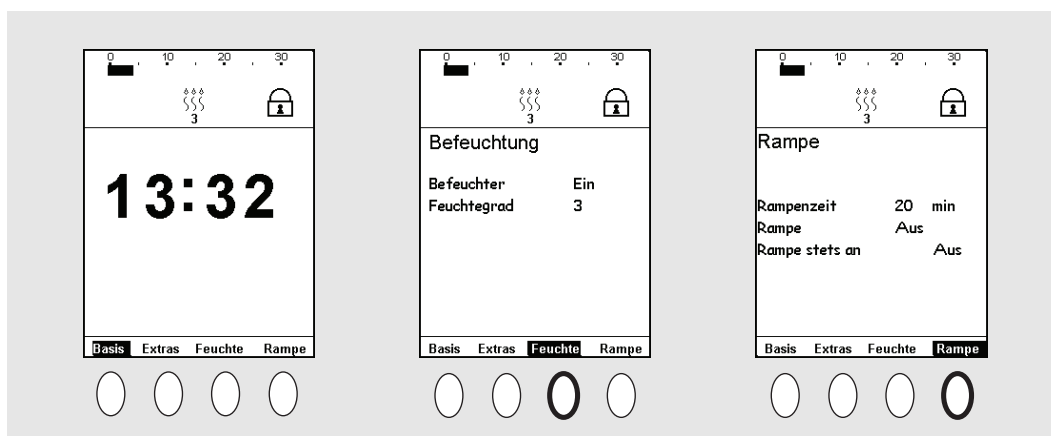 0 10 20 30
3
13:32
Basis Extras Feuchte Rampe
0 10 20 30
3
Befeuchtung
Befeuchter Ein
Feuchtegrad 3
Basis Extras Feuchte Rampe
0 10 20 30
3
Rampe
Rampenzeit 20 min
Rampe Aus
Rampe stets an Aus
Basis Extras Feuchte Rampe